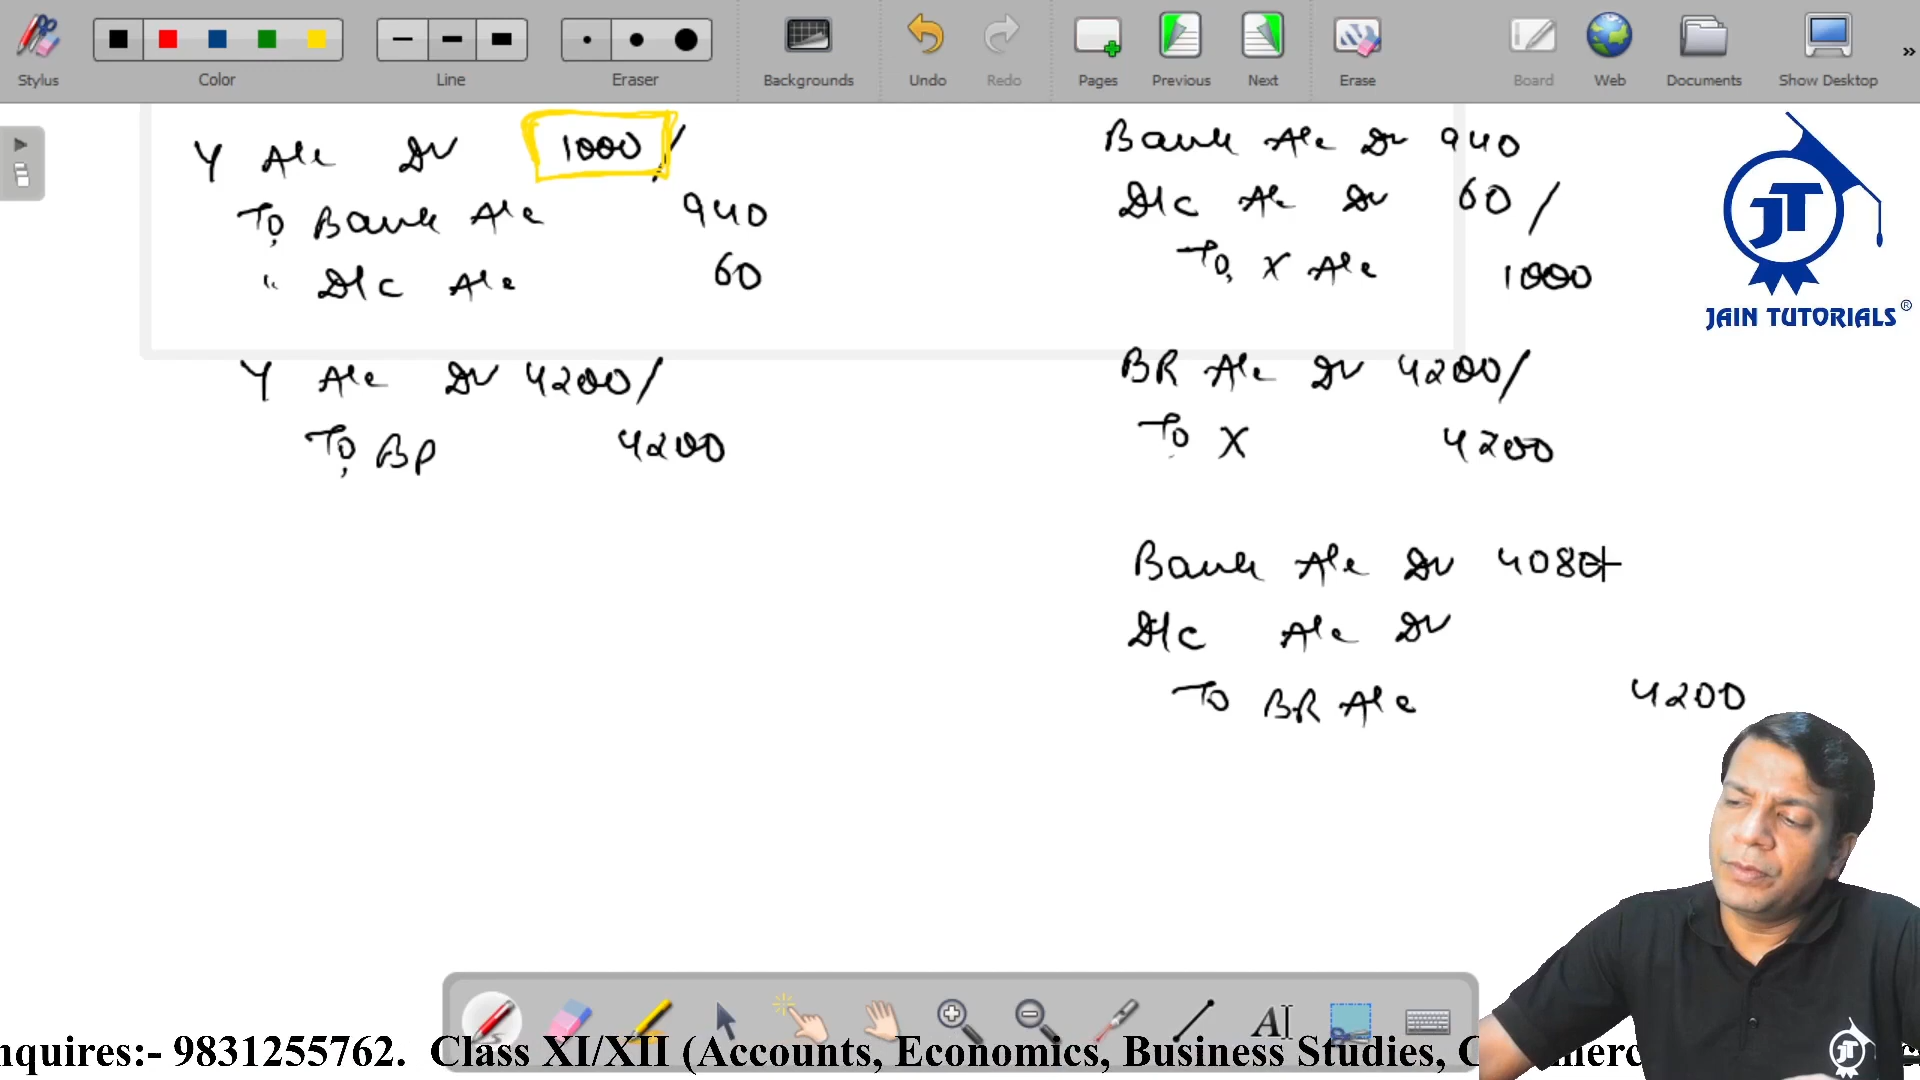 Stylus
Color
Line
Eraser
Backgrounds
Undo
Redo
Pages
Previous
Next
Erase
Board
Web
Documents
Show Desktop
»
Y A/c Dr 1000/
To, Bank A/c 940
" D/c A/c 60
Y A/c Dr 4200/
To, BP 4200
Bank A/c Dr 940
D/c A/c Dr 60/
To, X A/c 1000
BR A/c Dr 4200/
To X 4200
Bank A/c Dr 4080
D/c A/c Dr
To BR A/c 4200
JT
JAIN TUTORIALS®
AI
JT
nquires:- 9831255762. Class XI/XII (Accounts, Economics, Business Studies, C